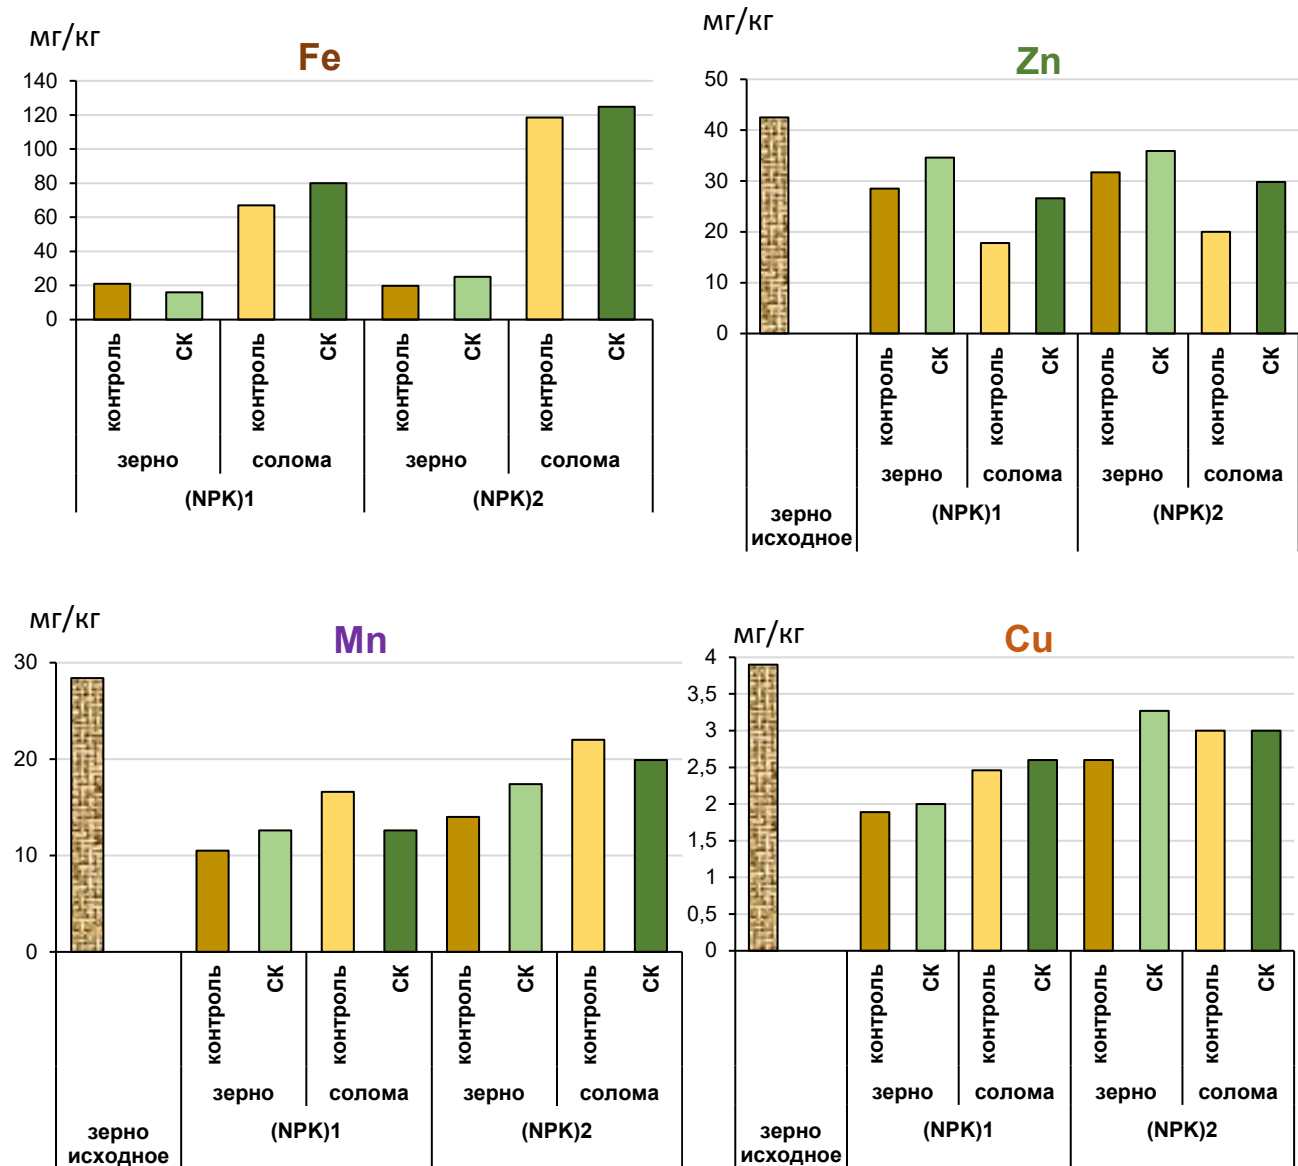 мг/кг
Fe
140
120
100
80
60
40
20
0
контроль
СК
контроль
СК
контроль
СК
контроль
СК
зерно
солома
зерно
солома
(NPK)1
(NPK)2
мг/кг
Zn
50
40
30
20
10
0
контроль
СК
контроль
СК
контроль
СК
контроль
СК
зерно
солома
зерно
солома
зерно
исходное
(NPK)1
(NPK)2
мг/кг
Mn
30
20
10
0
контроль
СК
контроль
СК
контроль
СК
контроль
СК
зерно
солома
зерно
солома
зерно
исходное
(NPK)1
(NPK)2
мг/кг
Cu
4
3,5
3
2,5
2
1,5
1
0,5
0
контроль
СК
контроль
СК
контроль
СК
контроль
СК
зерно
солома
зерно
солома
зерно
исходное
(NPK)1
(NPK)2